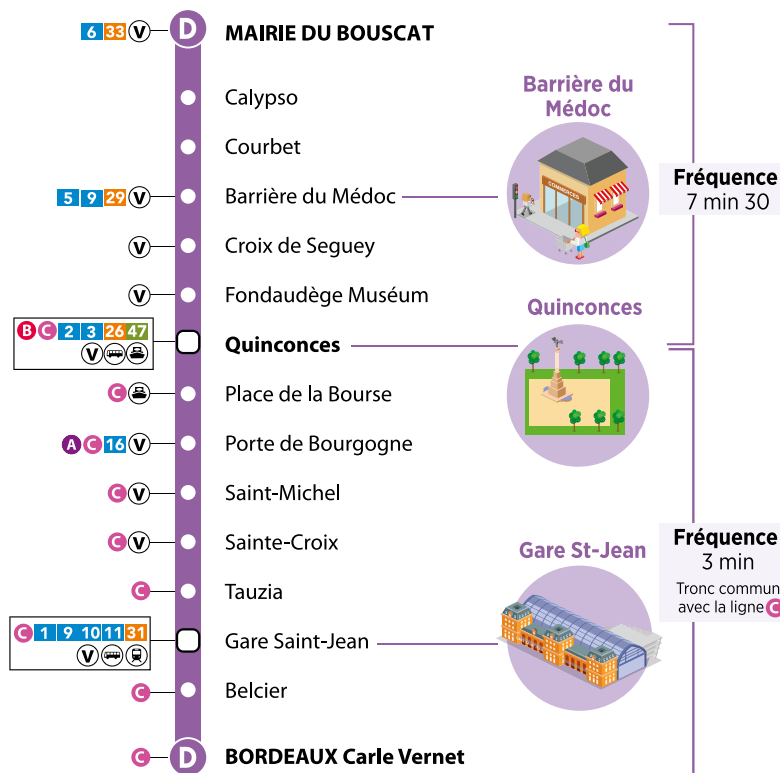 6 33 V D MAIRIE DU BOUSCAT
Calypso
Courbet
5 9 29 V Barrière du Médoc
V Croix de Seguey
V Fondaudège Muséum
B C 2 3 26 47
V
Quinconces
C Place de la Bourse
A C 16 V Porte de Bourgogne
C V Saint-Michel
C V Sainte-Croix
C Tauzia
C 1 9 10 11 31
V
Gare Saint-Jean
C Belcier
C D BORDEAUX Carle Vernet
Barrière du
Médoc
COMMERCES
Quinconces
Gare St-Jean
Fréquence
7 min 30
Fréquence
3 min
Tronc commun
avec la ligne C